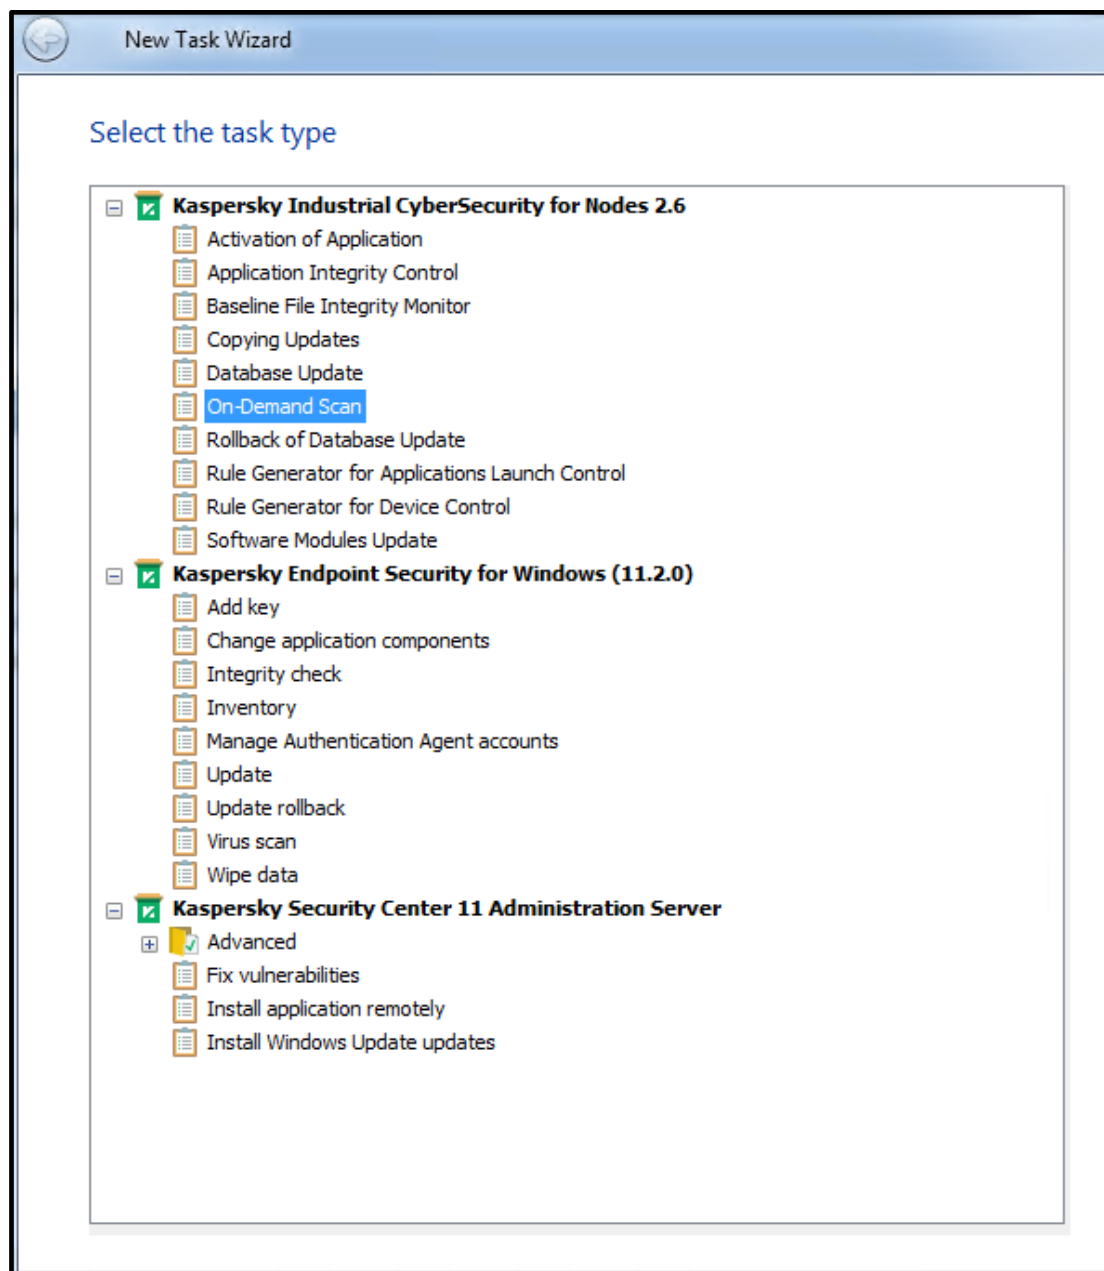 New Task Wizard
Select the task type
Kaspersky Industrial CyberSecurity for Nodes 2.6
Activation of Application
Application Integrity Control
Baseline File Integrity Monitor
Copying Updates
Database Update
On-Demand Scan
Rollback of Database Update
Rule Generator for Applications Launch Control
Rule Generator for Device Control
Software Modules Update
Kaspersky Endpoint Security for Windows (11.2.0)
Add key
Change application components
Integrity check
Inventory
Manage Authentication Agent accounts
Update
Update rollback
Virus scan
Wipe data
Kaspersky Security Center 11 Administration Server
Advanced
Fix vulnerabilities
Install application remotely
Install Windows Update updates